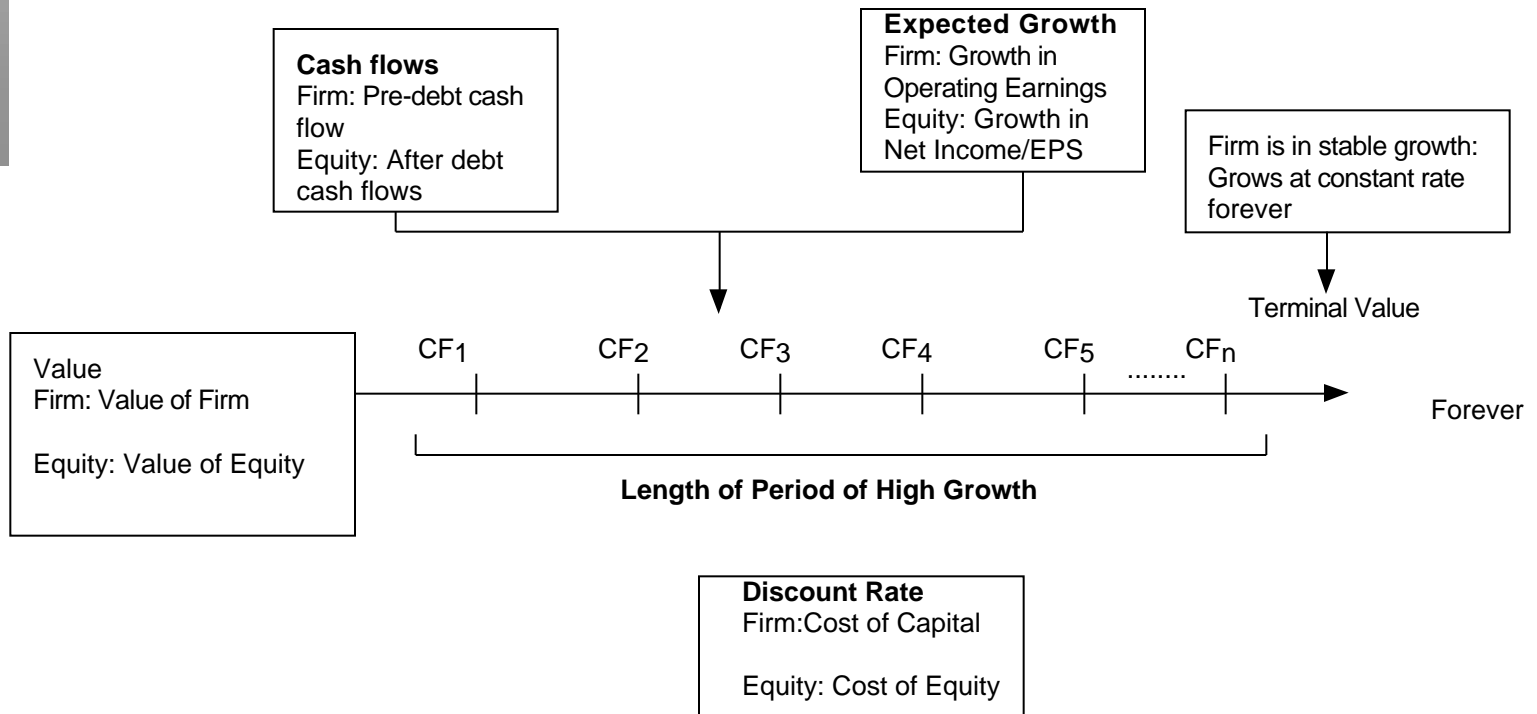 Cash flows
Firm: Pre-debt cash
flow
Equity: After debt
cash flows
Expected Growth
Firm: Growth in
Operating Earnings
Equity: Growth in
Net Income/EPS
Firm is in stable growth:
Grows at constant rate
forever
Terminal Value
Value
Firm: Value of Firm
Equity: Value of Equity
CF1 CF2 CF3 CF4 CF5 ........ CFn
Forever
Length of Period of High Growth
Discount Rate
Firm:Cost of Capital
Equity: Cost of Equity